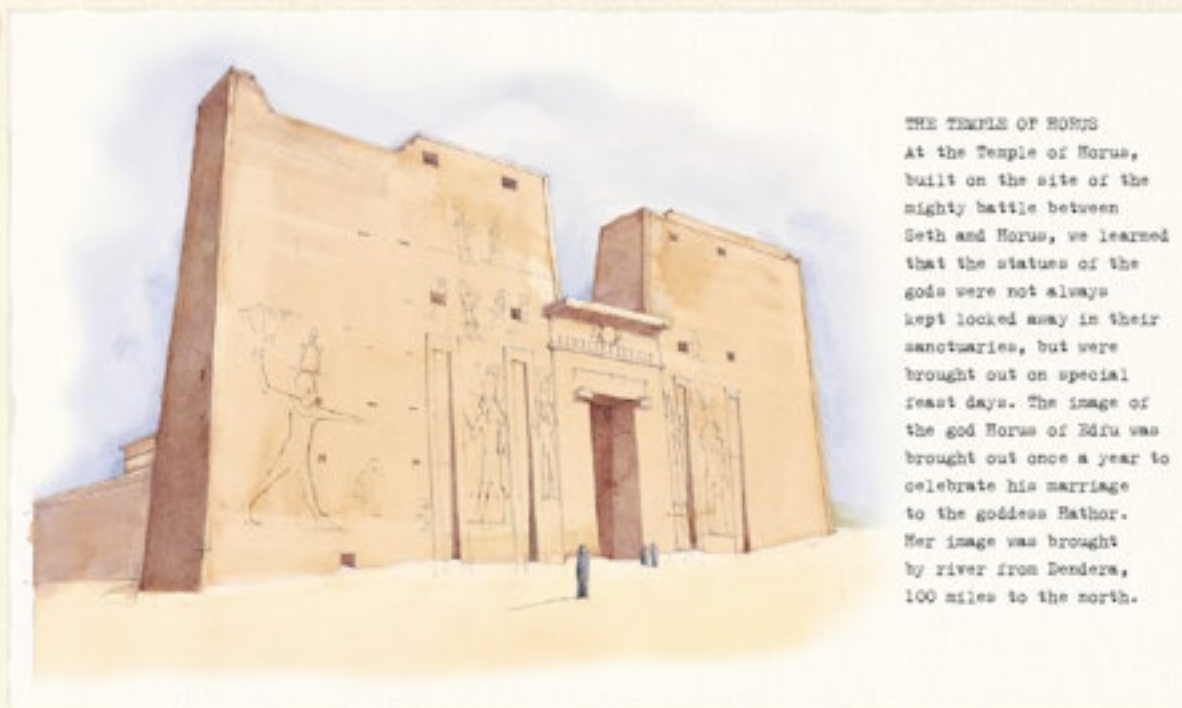 THE TEMPLE OF HORUS
At the Temple of Horus,
built on the site of the
mighty battle between
Seth and Horus, we learned
that the statues of the
gods were not always
kept locked away in their
sanctuaries, but were
brought out on special
feast days. The image of
the god Horus of Edfu was
brought out once a year to
celebrate his marriage
to the goddess Hathor.
Her image was brought
by river from Dendera,
100 miles to the north.